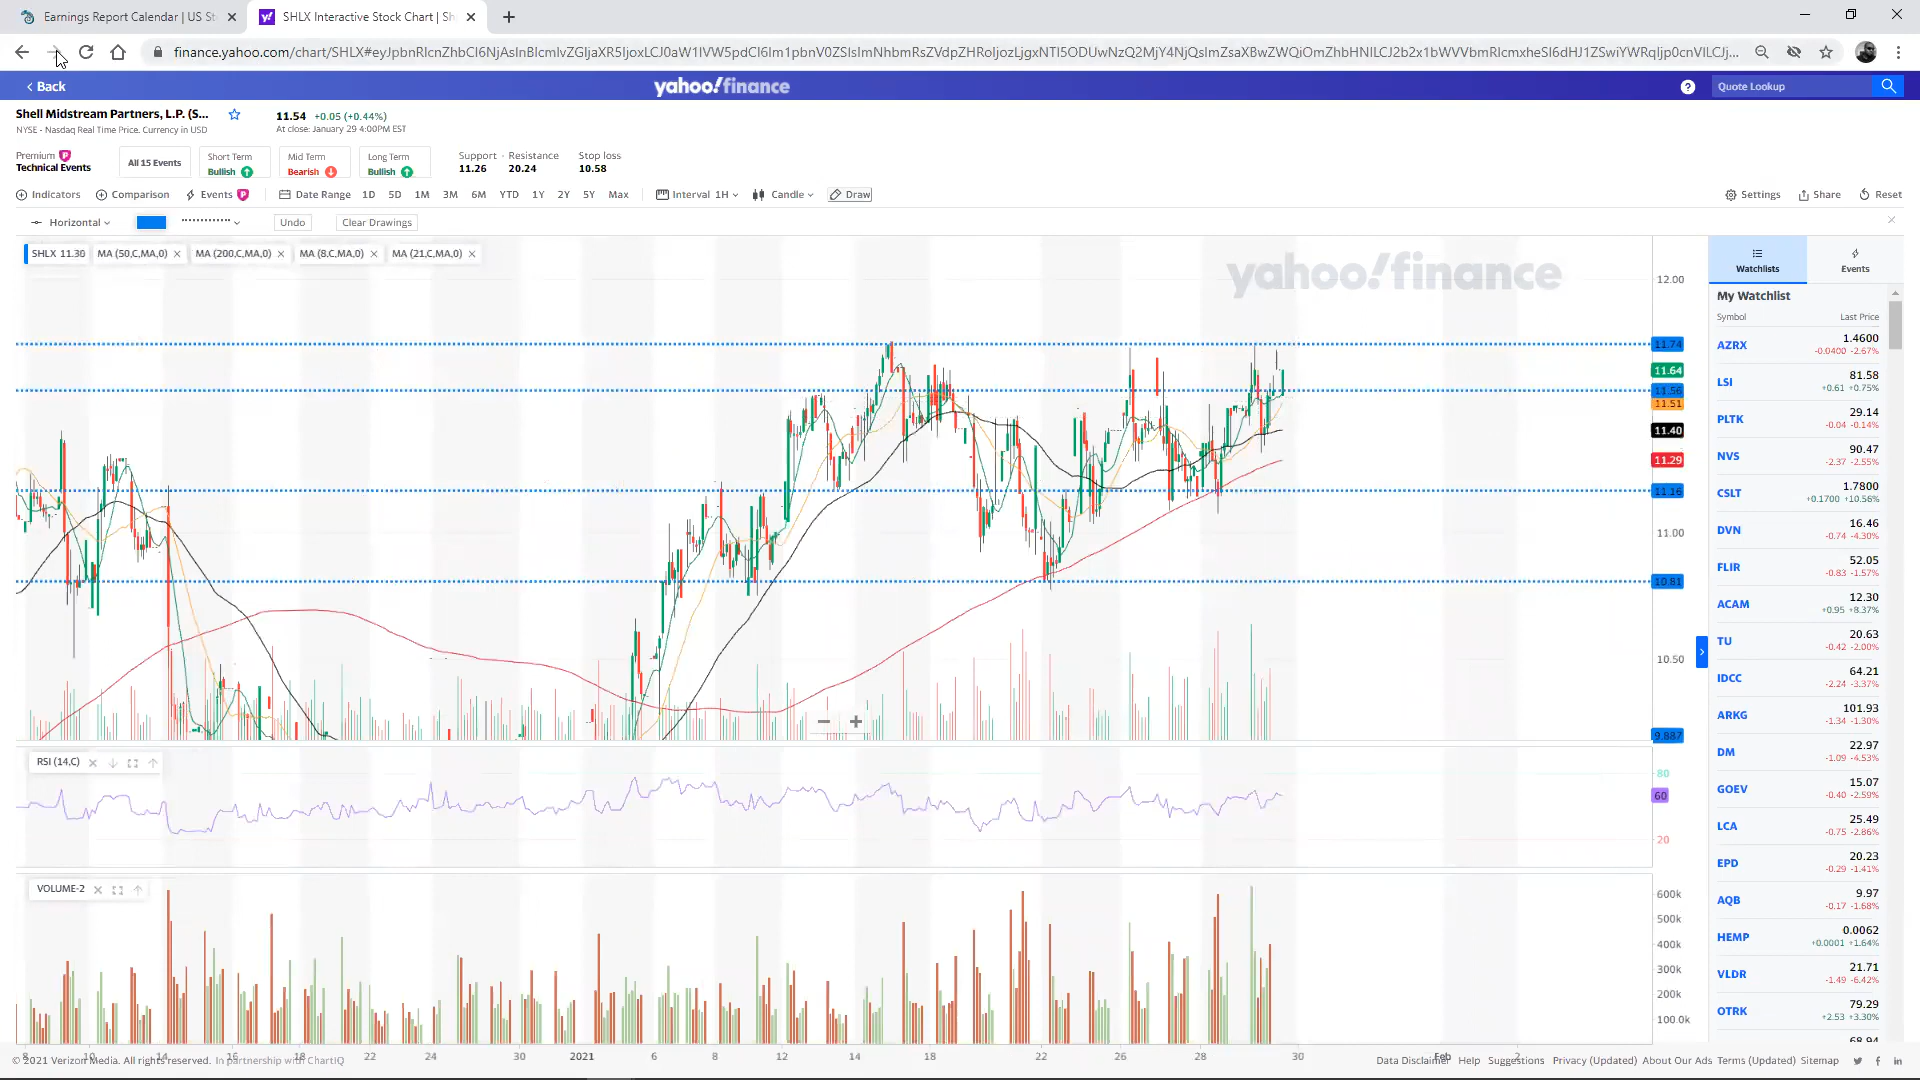 Earnings Report Calendar | US St
SHLX Interactive Stock Chart | Sh
Back
yahoo!finance
Quote Lookup
Shell Midstream Partners, L.P. (S...
11.54 +0.05 (+0.44%)
NYSE - Nasdaq Real Time Price. Currency in USD
At close: January 29 4:00PM EST
Premium P
Technical Events
All 15 Events
Short Term
Bullish
Mid Term
Bearish
Long Term
Bullish
Support · Resistance
11.26 20.24
Stop loss
10.58
Indicators Comparison Events P Date Range 1D 5D 1M 3M 6M YTD 1Y 2Y 5Y Max Interval 1H Candle Draw Settings Share Reset
Horizontal Undo Clear Drawings
SHLX 11.30 MA (50,C,MA,0) MA (200,C,MA,0) MA (8,C,MA,0) MA (21,C,MA,0)
yahoo!finance
12.00
11.74
11.64
11.56
11.51
11.40
11.29
11.16
11.00
10.81
10.50
9.887
RSI (14,C)
80
60
20
VOLUME-2
600k
500k
400k
300k
200k
100.0k
8 10 14 16 18 22 24 30 2021 6 8 12 14 18 22 26 28 30 Feb 2
Watchlists
Events
My Watchlist
Symbol Last Price
AZRX 1.4600
-0.0400 -2.67%
LSI 81.58
+0.61 +0.75%
PLTK 29.14
-0.04 -0.14%
NVS 90.47
-2.37 -2.55%
CSLT 1.7800
+0.1700 +10.56%
DVN 16.46
-0.74 -4.30%
FLIR 52.05
-0.83 -1.57%
ACAM 12.30
+0.95 +8.37%
TU 20.63
-0.42 -2.00%
IDCC 64.21
-2.24 -3.37%
ARKG 101.93
-1.34 -1.30%
DM 22.97
-1.09 -4.53%
GOEV 15.07
-0.40 -2.59%
LCA 25.49
-0.75 -2.86%
EPD 20.23
-0.29 -1.41%
AQB 9.97
-0.17 -1.68%
HEMP 0.0062
+0.0001 +1.64%
VLDR 21.71
-1.49 -6.42%
OTRK 79.29
+2.53 +3.30%
68.94
© 2021 Verizon Media. All rights reserved. In partnership with ChartIQ
Data Disclaimer Help Suggestions Privacy (Updated) About Our Ads Terms (Updated) Sitemap